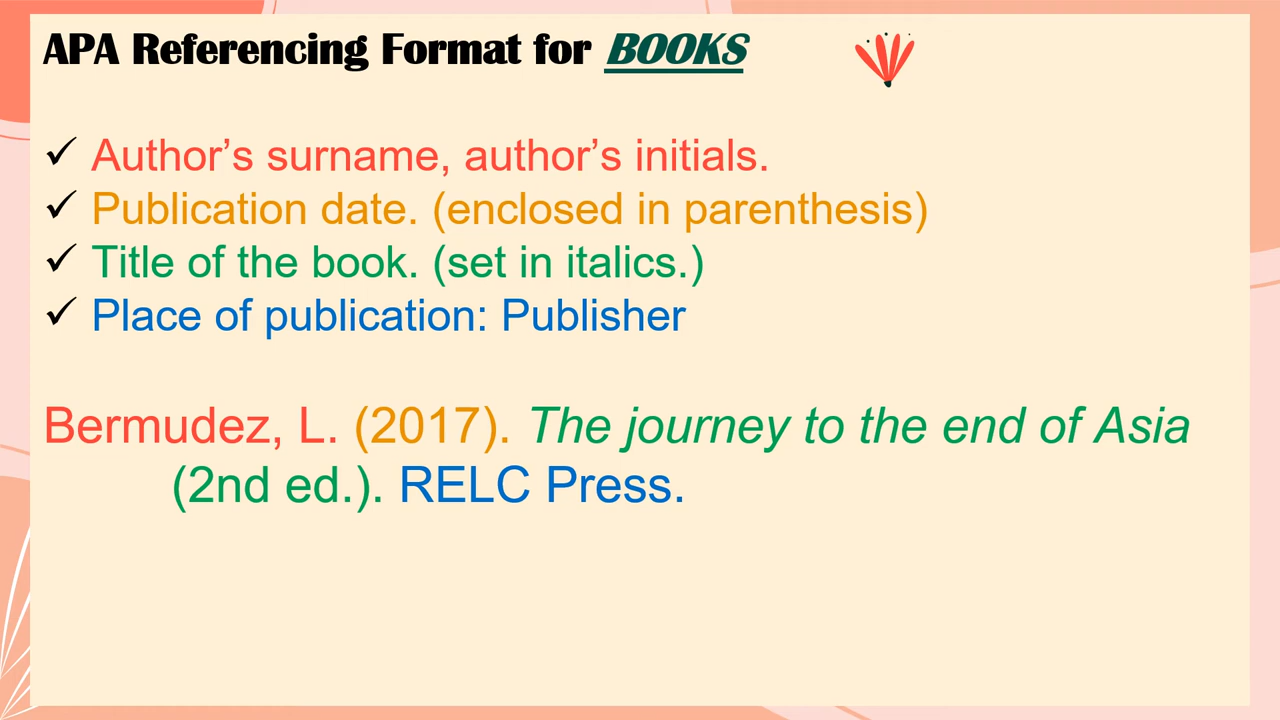 APA Referencing Format for BOOKS
✓ Author’s surname, author’s initials.
✓ Publication date. (enclosed in parenthesis)
✓ Title of the book. (set in italics.)
✓ Place of publication: Publisher
Bermudez, L. (2017). The journey to the end of Asia
(2nd ed.). RELC Press.